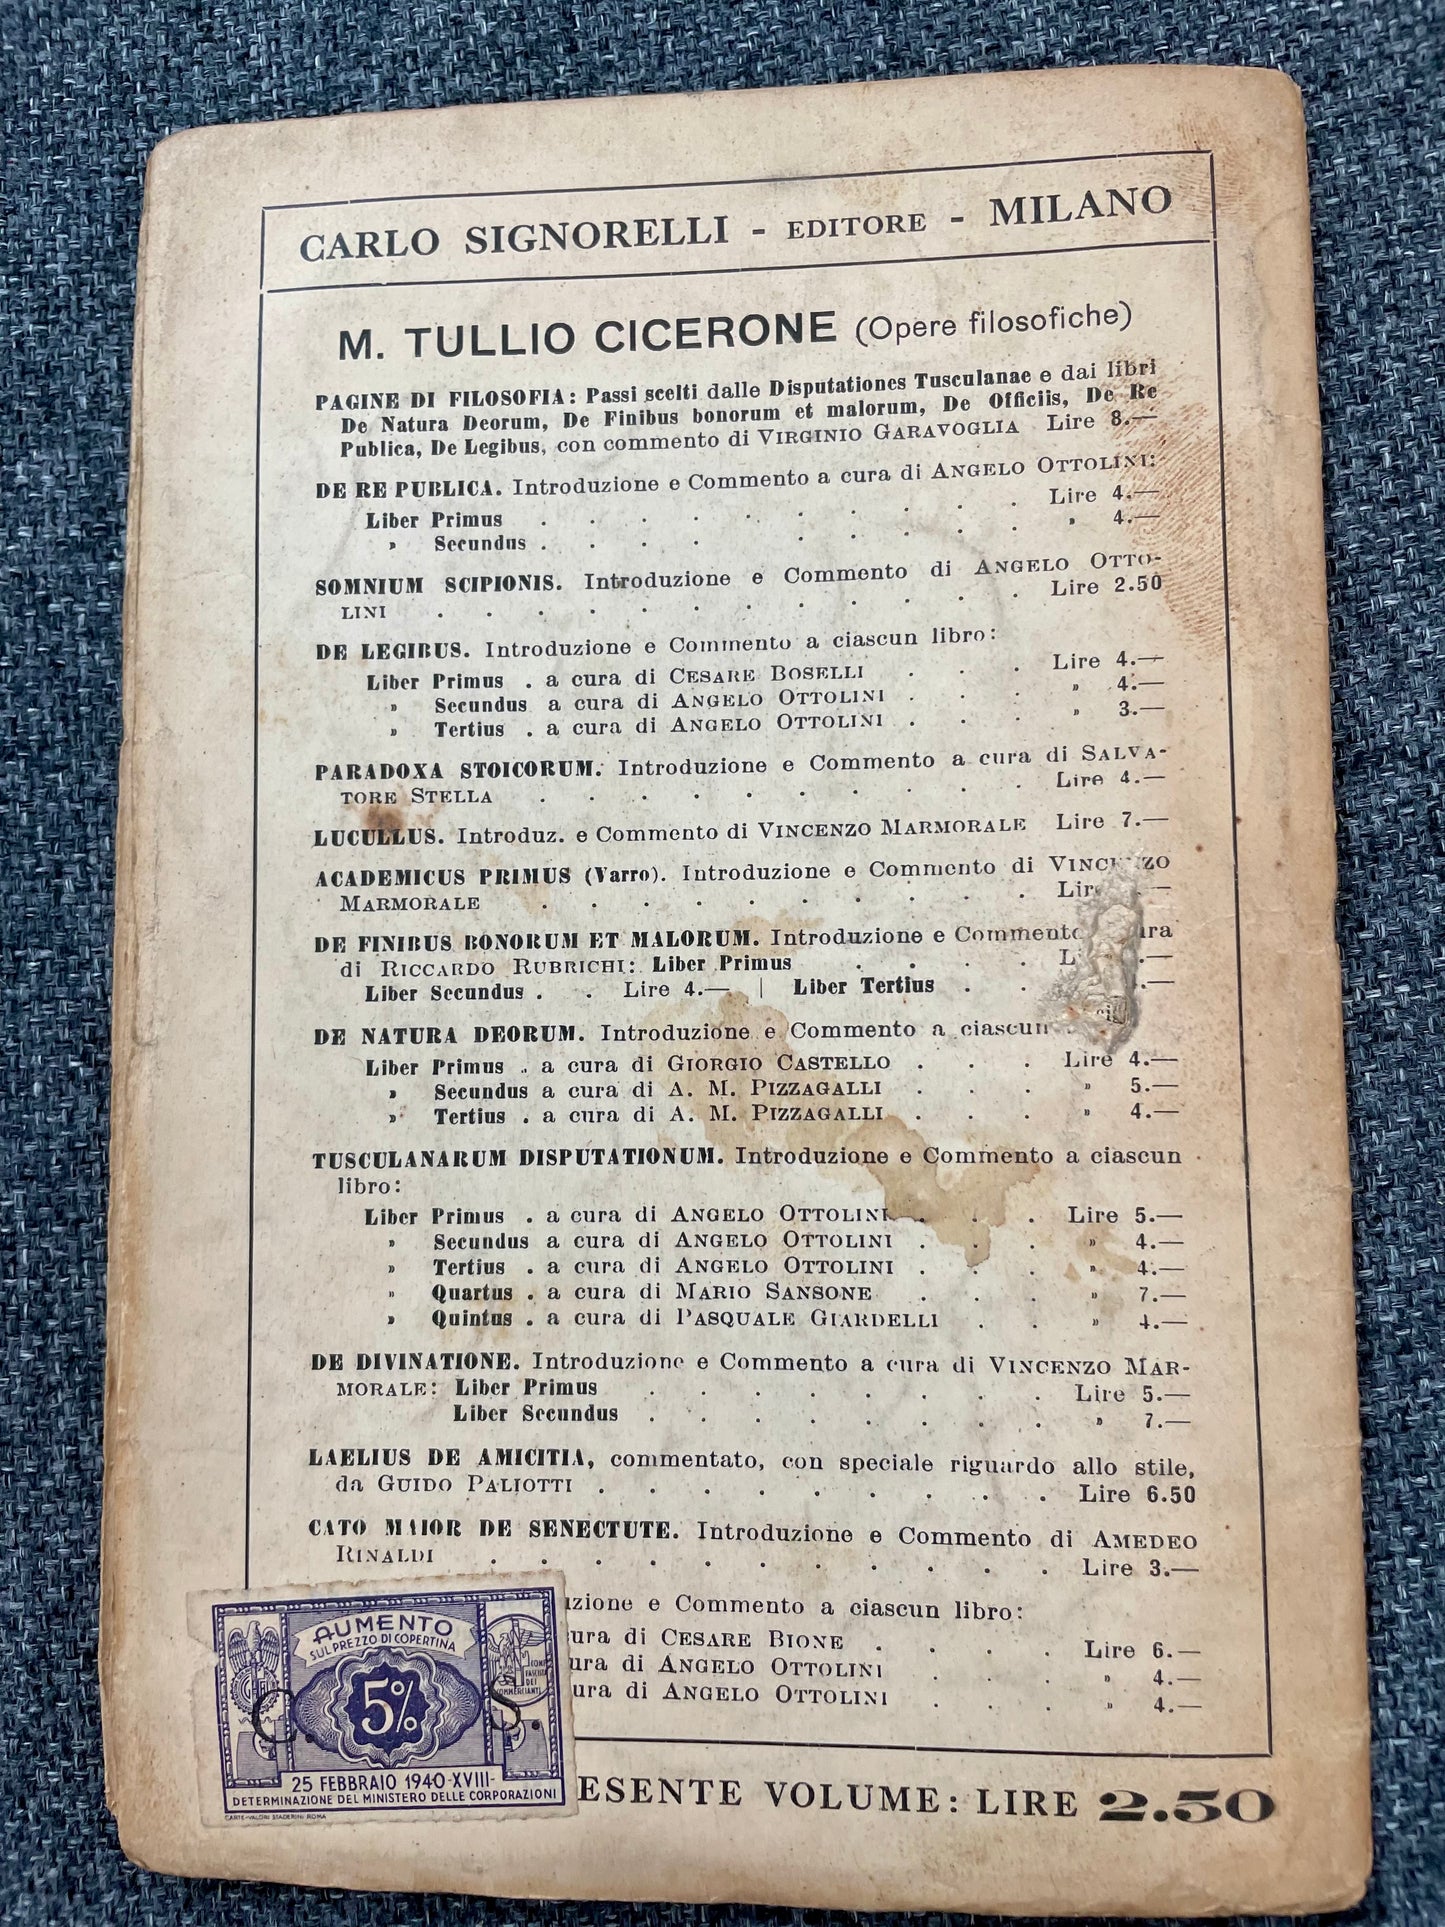 CARLO SIGNORELLI - EDITORE - MILANO
M. TULLIO CICERONE (Opere filosofiche)
PAGINE DI FILOSOFIA: Passi scelti dalle Disputationes Tusculanae e dai libri
De Natura Deorum, De Finibus bonorum et malorum, De Officiis, De Re
Publica, De Legibus, con commento di VIRGINIO GARAVOGLIA Lire 8.—
DE RE PUBLICA. Introduzione e Commento a cura di ANGELO OTTOLINI:
Liber Primus . . . . . . . . . . Lire 4.—
» Secundus . . . . . . . . . » 4.—
SOMNIUM SCIPIONIS. Introduzione e Commento di ANGELO OTTO-
LINI . . . . . . . . . . . . Lire 2.50
DE LEGIBUS. Introduzione e Commento a ciascun libro:
Liber Primus . a cura di CESARE BOSELLI . . . Lire 4.—
» Secundus a cura di ANGELO OTTOLINI . . . » 4.—
» Tertius . a cura di ANGELO OTTOLINI . . . » 3.—
PARADOXA STOICORUM. Introduzione e Commento a cura di SALVA-
TORE STELLA . . . . . . . . . . Lire 4.—
LUCULLUS. Introduz. e Commento di VINCENZO MARMORALE Lire 7.—
ACADEMICUS PRIMUS (Varro). Introduzione e Commento di VINCENZO
MARMORALE . . . . . . . . . . Lire —
DE FINIBUS BONORUM ET MALORUM. Introduzione e Commento
di RICCARDO RUBRICHI: Liber Primus . . . . .—
Liber Secundus . . Lire 4.— | Liber Tertius . . .—
DE NATURA DEORUM. Introduzione e Commento a ciascun
Liber Primus . a cura di GIORGIO CASTELLO . . . Lire 4.—
» Secundus a cura di A. M. PIZZAGALLI . . . » 5.—
» Tertius . a cura di A. M. PIZZAGALLI . . . » 4.—
TUSCULANARUM DISPUTATIONUM. Introduzione e Commento a ciascun
libro:
Liber Primus . a cura di ANGELO OTTOLINI . . . Lire 5.—
» Secundus a cura di ANGELO OTTOLINI . . . » 4.—
» Tertius . a cura di ANGELO OTTOLINI . . . » 4.—
» Quartus . a cura di MARIO SANSONE . . . » 7.—
» Quintus . a cura di PASQUALE GIARDELLI . . » 4.—
DE DIVINATIONE. Introduzione e Commento a cura di VINCENZO MAR-
MORALE: Liber Primus . . . . . . . . Lire 5.—
Liber Secundus . . . . . . . . » 7.—
LAELIUS DE AMICITIA, commentato, con speciale riguardo allo stile,
da GUIDO PALIOTTI . . . . . . . . . Lire 6.50
CATO MAIOR DE SENECTUTE. Introduzione e Commento di AMEDEO
RINALDI . . . . . . . . . . . Lire 3.—
uzione e Commento a ciascun libro:
ura di CESARE BIONE . . . . Lire 6.—
ura di ANGELO OTTOLINI . . . » 4.—
ura di ANGELO OTTOLINI . . . » 4.—
ESENTE VOLUME: LIRE 2.50
AUMENTO
SUL PREZZO DI COPERTINA
CONF.
FASCISTA
DEI
COMMERCIANTI
5%
C. S.
25 FEBBRAIO 1940-XVIII-
DETERMINAZIONE DEL MINISTERO DELLE CORPORAZIONI
CARTE-VALORI STADERINI ROMA